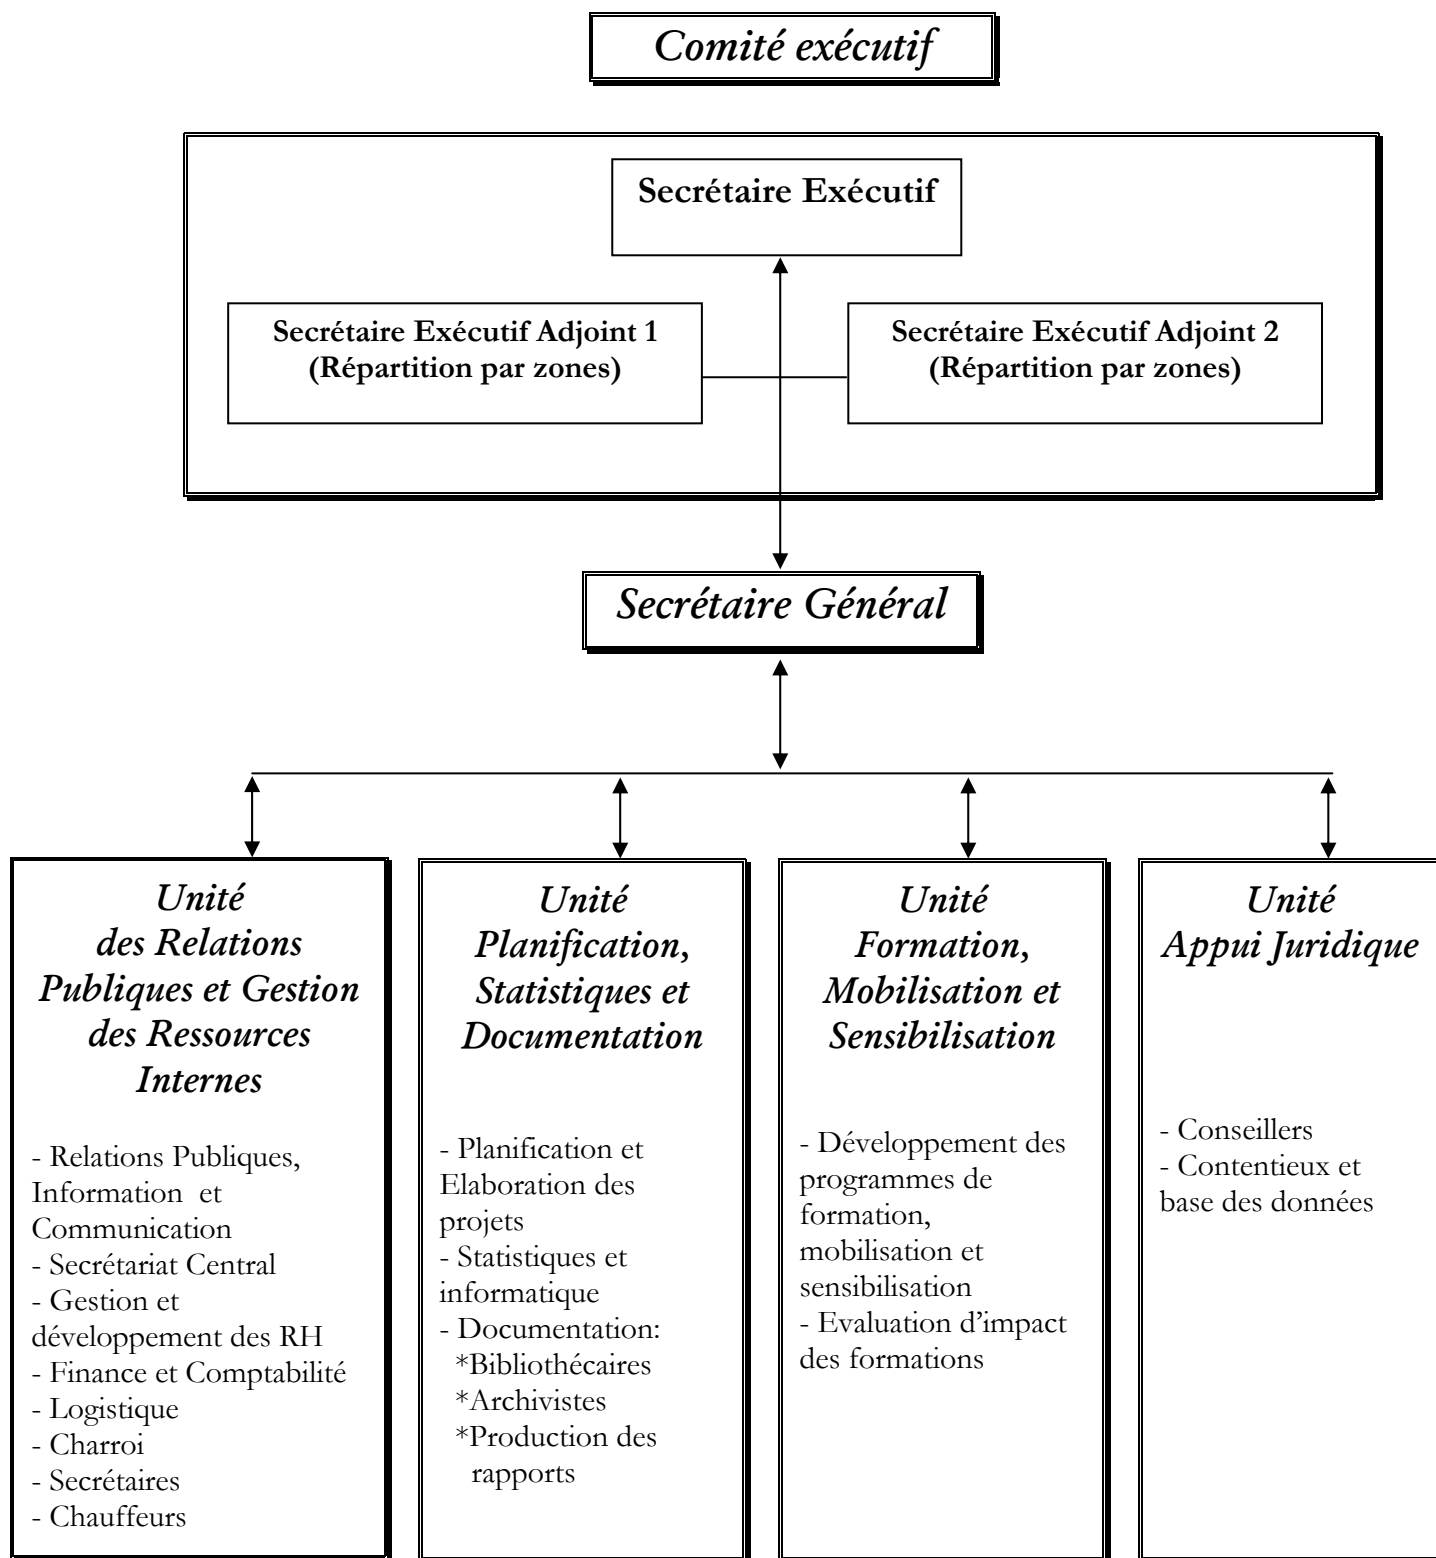 Comité exécutif
Secrétaire Exécutif
Secrétaire Exécutif Adjoint 1
(Répartition par zones)
Secrétaire Exécutif Adjoint 2
(Répartition par zones)
Secrétaire Général
Unité
des Relations
Publiques et Gestion
des Ressources
Internes
- Relations Publiques,
Information et
Communication
- Secrétariat Central
- Gestion et
développement des RH
- Finance et Comptabilité
- Logistique
- Charroi
- Secrétaires
- Chauffeurs
Unité
Planification,
Statistiques et
Documentation
- Planification et
Elaboration des
projets
- Statistiques et
informatique
- Documentation:
*Bibliothécaires
*Archivistes
*Production des
rapports
Unité
Formation,
Mobilisation et
Sensibilisation
- Développement des
programmes de
formation,
mobilisation et
sensibilisation
- Evaluation d’impact
des formations
Unité
Appui Juridique
- Conseillers
- Contentieux et
base des données